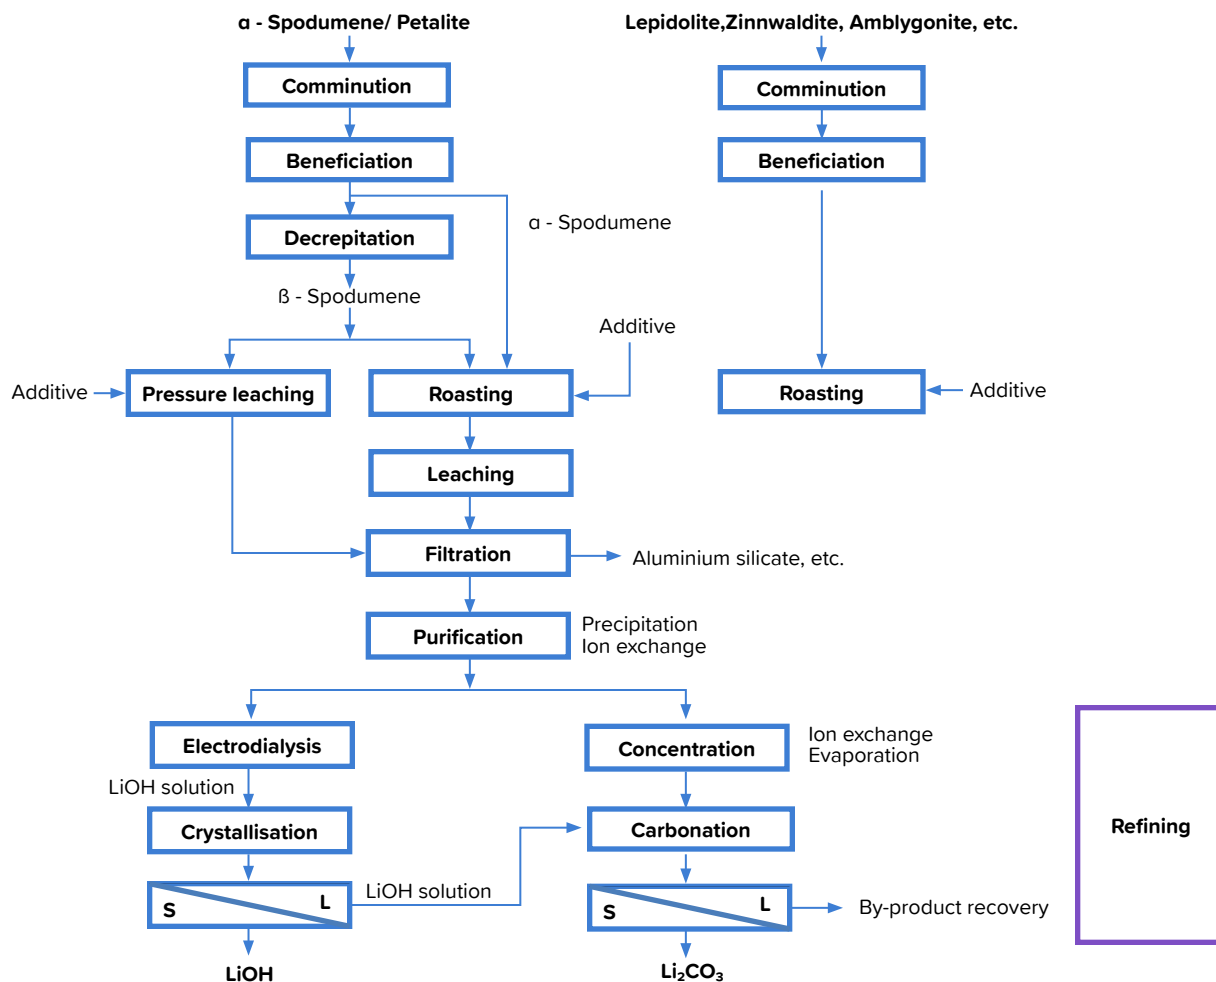 α - Spodumene/ Petalite
Lepidolite,Zinnwaldite, Amblygonite, etc.
Comminution
Comminution
Beneficiation
Beneficiation
α - Spodumene
Decrepitation
ß - Spodumene
Additive
Additive
Pressure leaching
Roasting
Roasting
Additive
Leaching
Filtration
Aluminium silicate, etc.
Purification
Precipitation
Ion exchange
Electrodialysis
Concentration
Ion exchange
Evaporation
LiOH solution
Crystallisation
Carbonation
Refining
S
L
LiOH solution
S
L
By-product recovery
LiOH
Li₂CO₃